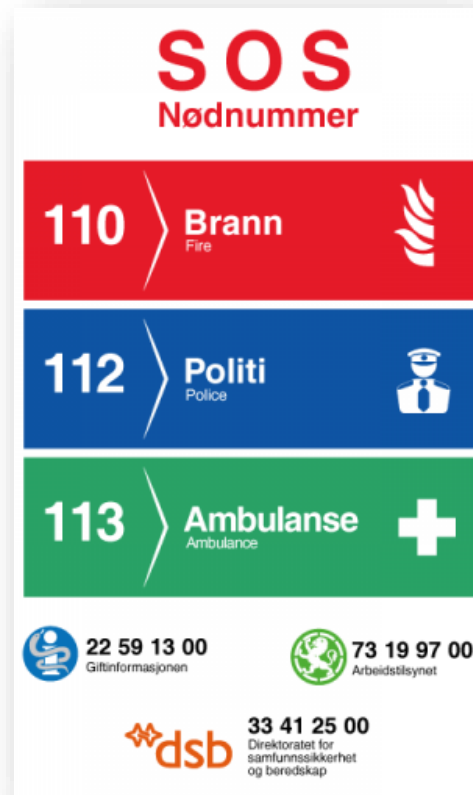 SOS
Nødnummer
110
Brann
Fire
112
Politi
Police
113
Ambulanse
Ambulance
22 59 13 00
Giftinformasjonen
73 19 97 00
Arbeidstilsynet
dsb
33 41 25 00
Direktoratet for
samfunnssikkerhet
og beredskap